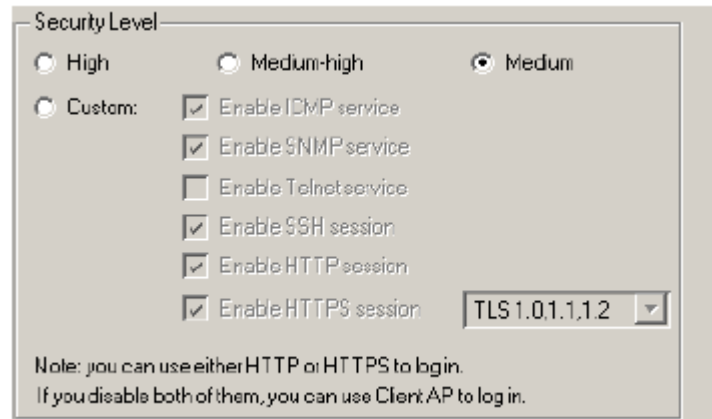 Security Level
High Medium-high Medium
Custom: Enable ICMP service
Enable SNMP service
Enable Telnet service
Enable SSH session
Enable HTTP session
Enable HTTPS session TLS 1.0,1.1,1.2
Note: you can use either HTTP or HTTPS to log in.
If you disable both of them, you can use Client AP to log in.